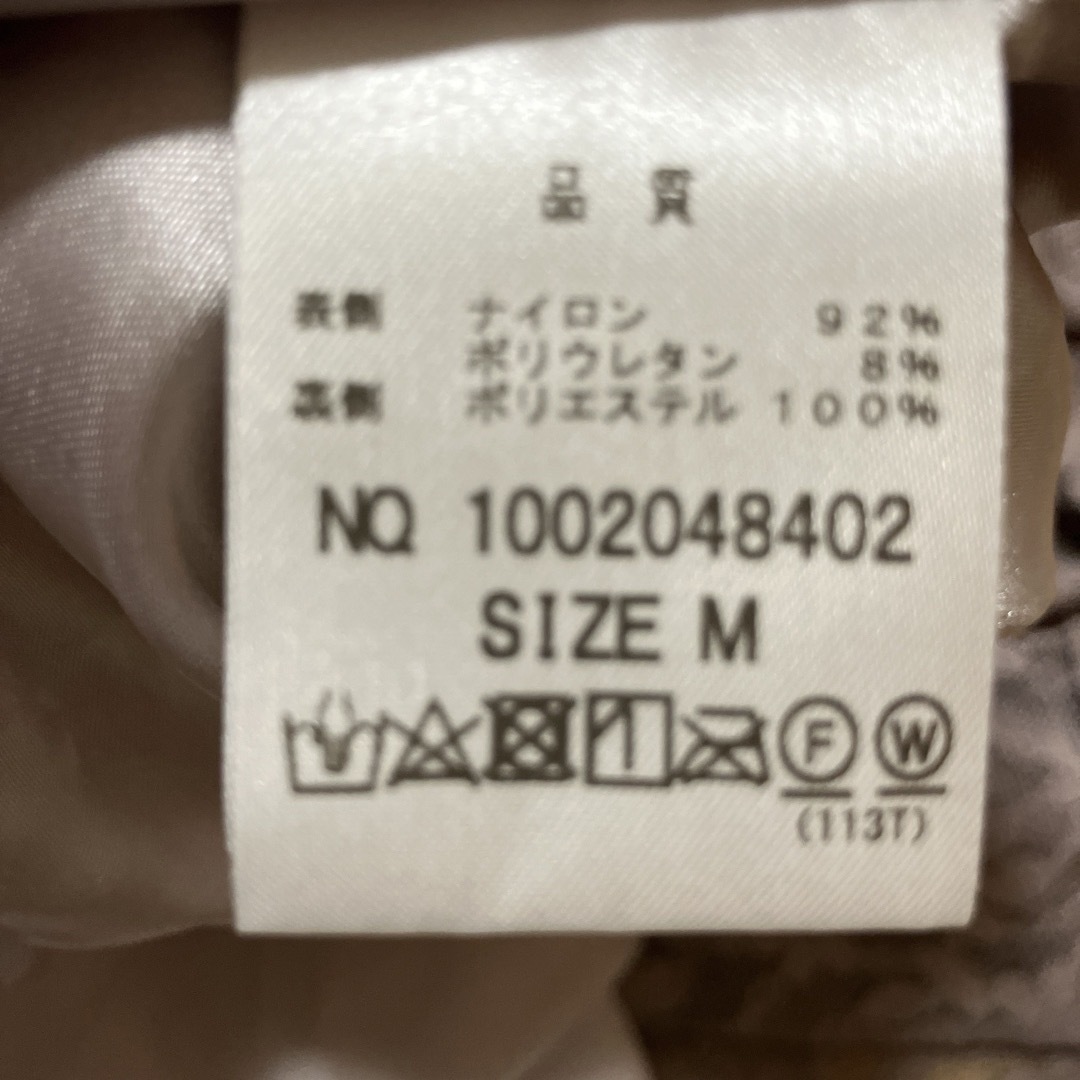 品質
表側 ナイロン 92%
ポリウレタン 8%
裏側 ポリエステル 100%
NQ 1002048402
SIZE M
F W
(113T)